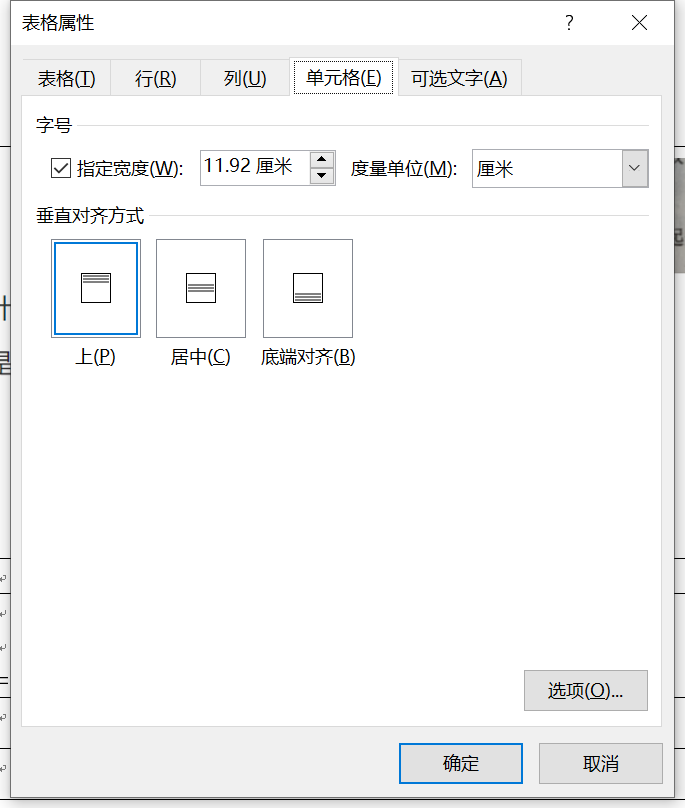 表格属性
表格(T) 行(R) 列(U) 单元格(E) 可选文字(A)
字号
指定宽度(W): 11.92 厘米 度量单位(M): 厘米
垂直对齐方式
上(P) 居中(C) 底端对齐(B)
选项(O)...
确定 取消